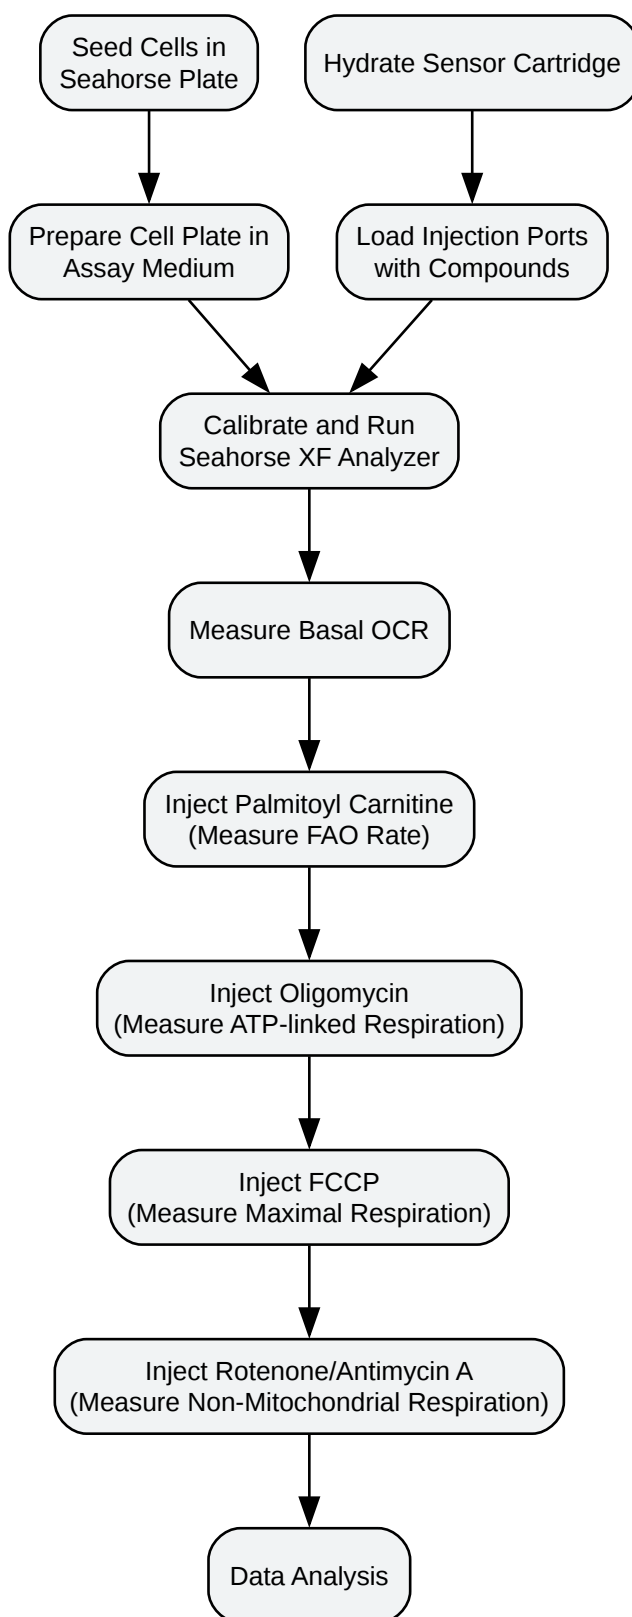 Seed Cells in
Seahorse Plate
Hydrate Sensor Cartridge
Prepare Cell Plate in
Assay Medium
Load Injection Ports
with Compounds
Calibrate and Run
Seahorse XF Analyzer
Measure Basal OCR
Inject Palmitoyl Carnitine
(Measure FAO Rate)
Inject Oligomycin
(Measure ATP-linked Respiration)
Inject FCCP
(Measure Maximal Respiration)
Inject Rotenone/Antimycin A
(Measure Non-Mitochondrial Respiration)
Data Analysis